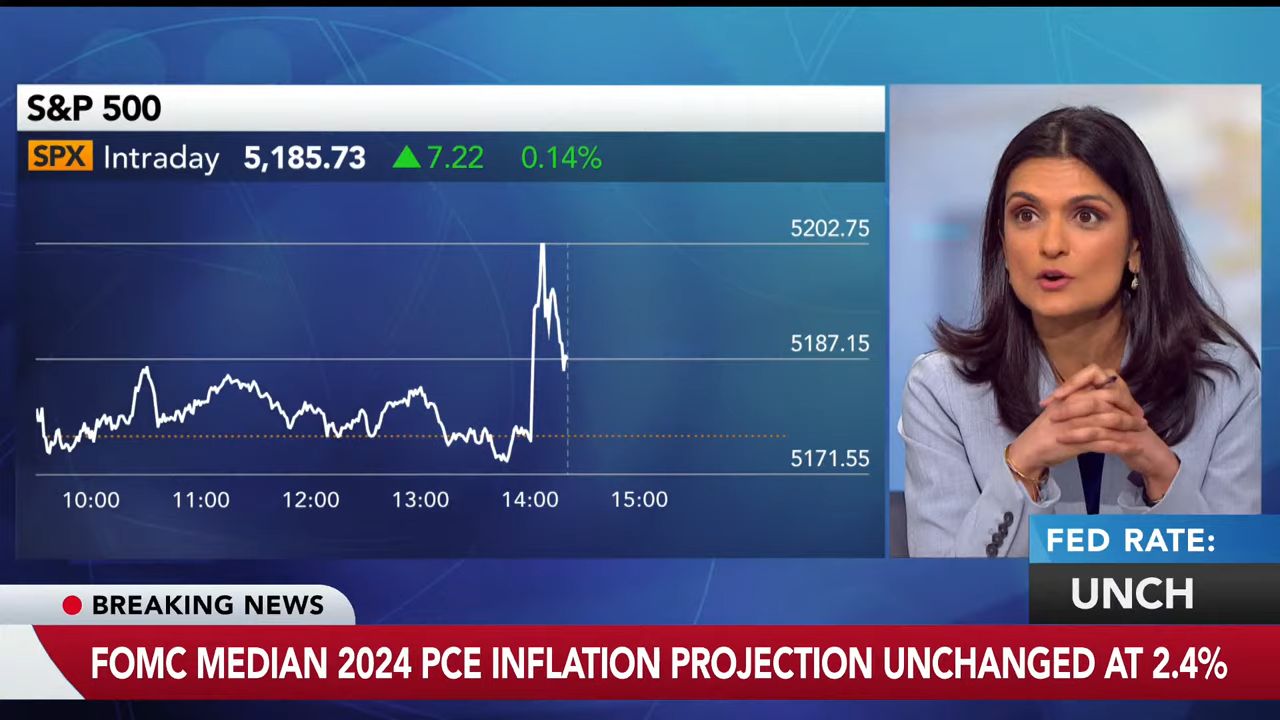 S&P 500
SPX Intraday 5,185.73 ▲ 7.22 0.14%
5202.75
5187.15
5171.55
10:00 11:00 12:00 13:00 14:00 15:00
FED RATE:
UNCH
BREAKING NEWS
FOMC MEDIAN 2024 PCE INFLATION PROJECTION UNCHANGED AT 2.4%